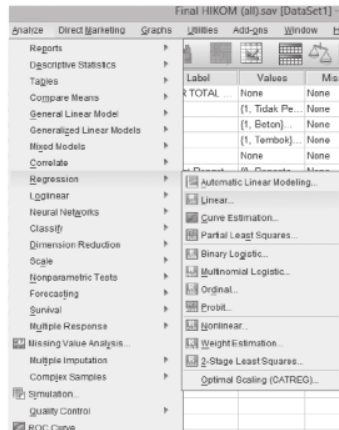 Final HIKOM (all).sav [DataSet1]
Analyze Direct Marketing Graphs Utilities Add-ons Window
Label Values Mis
R TOTAL ... None None
{1, Tidak Pe... None
{1, Beton}... None
{1, Tembok}... None
None None
Reports
Descriptive Statistics
Tables
Compare Means
General Linear Model
Generalized Linear Models
Mixed Models
Correlate
Regression
Loglinear
Neural Networks
Classify
Dimension Reduction
Scale
Nonparametric Tests
Forecasting
Survival
Multiple Response
Missing Value Analysis...
Multiple Imputation
Complex Samples
Simulation...
Quality Control
ROC Curve
Automatic Linear Modeling...
Linear...
Curve Estimation...
Partial Least Squares...
Binary Logistic...
Multinomial Logistic...
Ordinal...
Probit...
Nonlinear...
Weight Estimation...
2-Stage Least Squares...
Optimal Scaling (CATREG)...